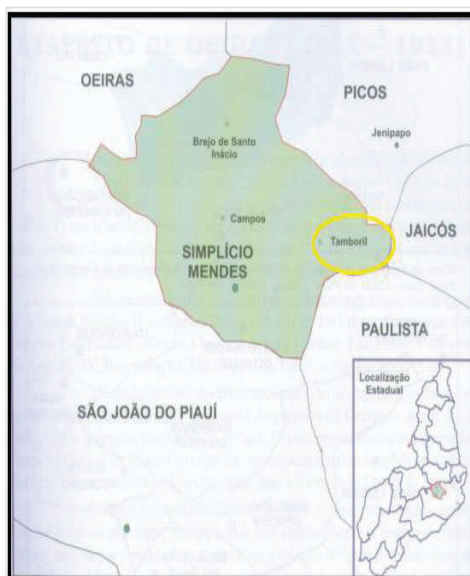 OEIRAS
PICOS
Jenipapo
Brejo de Santo
Inácio
Campos
JAICÓS
Tamboril
SIMPLÍCIO
MENDES
PAULISTA
Localização
Estadual
SÃO JOÃO DO PIAUÍ